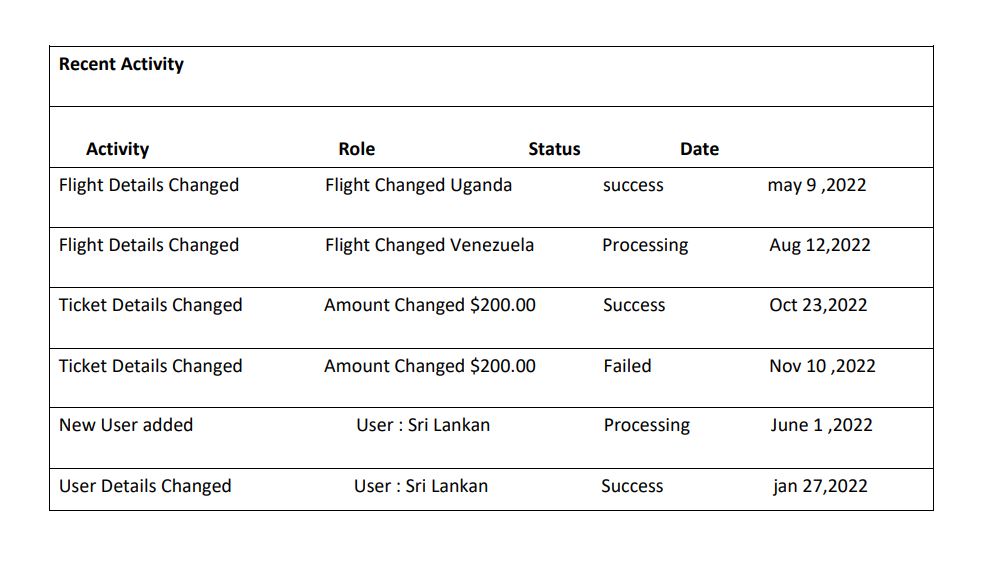 Recent Activity
Activity Role Status Date
Flight Details Changed Flight Changed Uganda success may 9 ,2022
Flight Details Changed Flight Changed Venezuela Processing Aug 12,2022
Ticket Details Changed Amount Changed $200.00 Success Oct 23,2022
Ticket Details Changed Amount Changed $200.00 Failed Nov 10 ,2022
New User added User : Sri Lankan Processing June 1 ,2022
User Details Changed User : Sri Lankan Success jan 27,2022